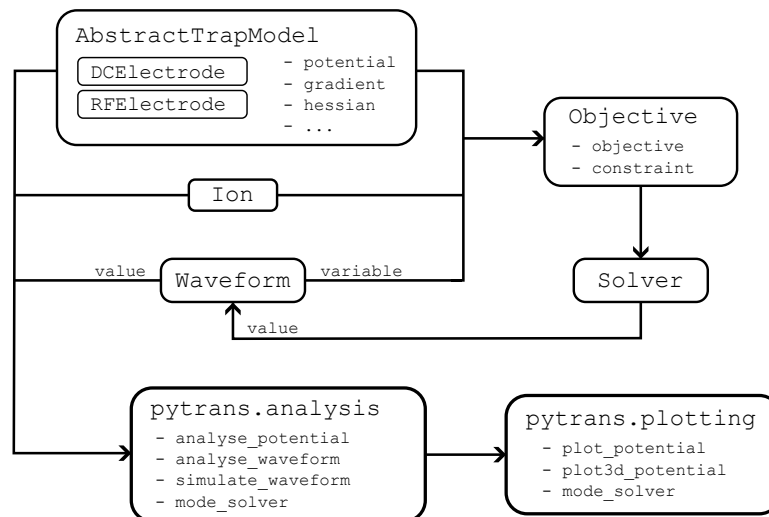 AbstractTrapModel
DCElectrode
RFElectrode
- potential
- gradient
- hessian
- ...
Objective
- objective
- constraint
Ion
value
Waveform
variable
Solver
value
pytrans.analysis
- analyse_potential
- analyse_waveform
- simulate_waveform
- mode_solver
pytrans.plotting
- plot_potential
- plot3d_potential
- mode_solver